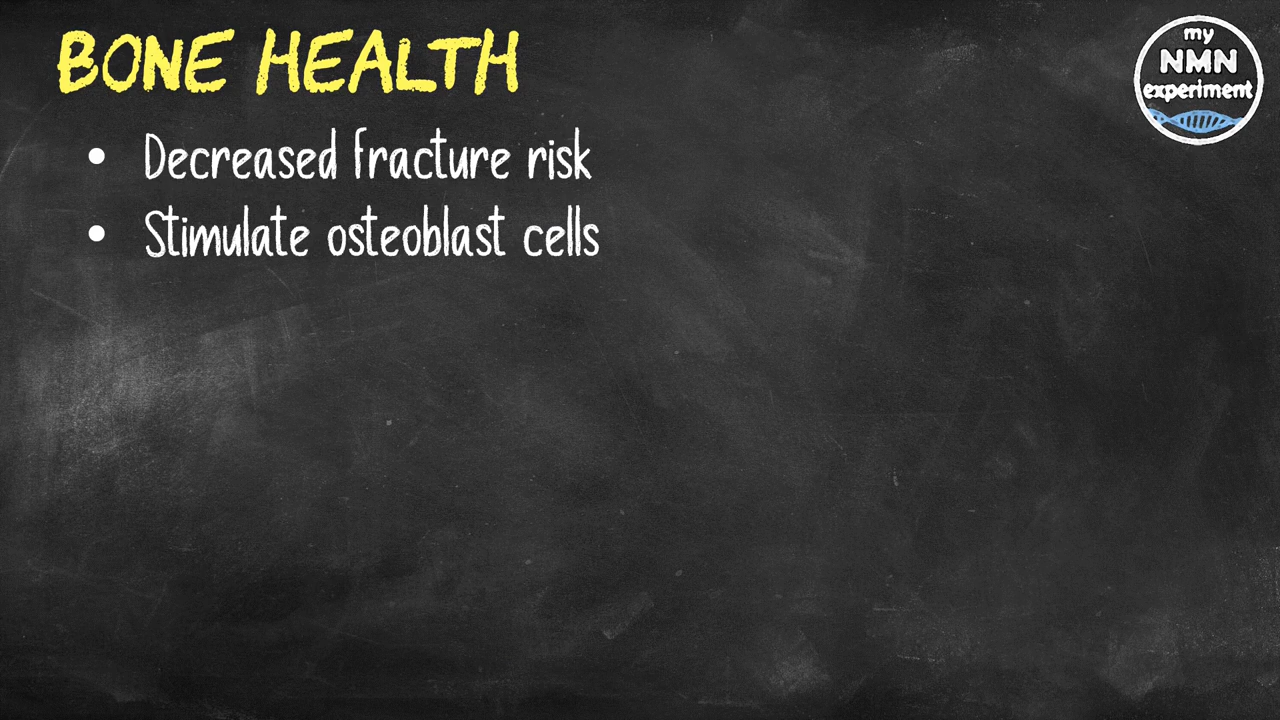 BONE HEALTH
• Decreased fracture risk
• Stimulate osteoblast cells
my
NMN
experiment